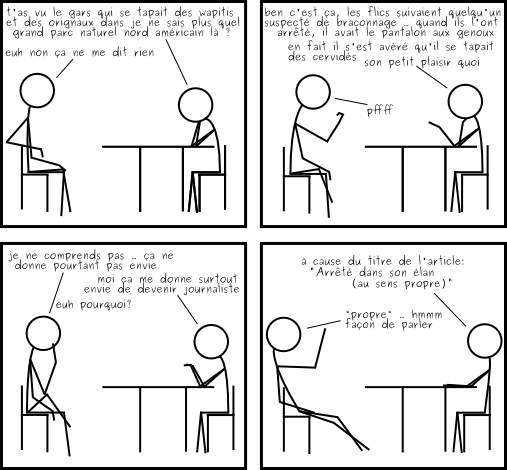 t'as vu le gars qui se tapait des wapitis
et des orignaux dans je ne sais plus quel
grand parc naturel nord américain là ?
euh non ça ne me dit rien
ben c'est ça, les flics suivaient quelqu'un
suspecté de braconnage .. quand ils l'ont
arrêté, il avait le pantalon aux genoux
en fait il s'est avéré qu'il se tapait
des cervidés
son petit plaisir quoi
pffff
je ne comprends pas .. ça ne
donne pourtant pas envie
moi ça me donne surtout
envie de devenir journaliste
euh pourquoi?
à cause du titre de l'article:
"Arrêté dans son élan
(au sens propre)"
"propre" .. hmmm
façon de parler